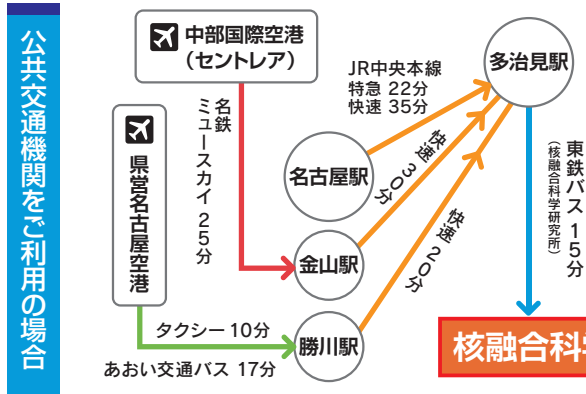 公共交通機関をご利用の場合
中部国際空港
（セントレア）
県営名古屋空港
名鉄
ミュースカイ 25分
JR中央本線
特急 22分
快速 35分
多治見駅
名古屋駅
快速 30分
金山駅
快速 20分
タクシー 10分
勝川駅
あおい交通バス 17分
東鉄バス 15分
（核融合科学研究所）
核融合科